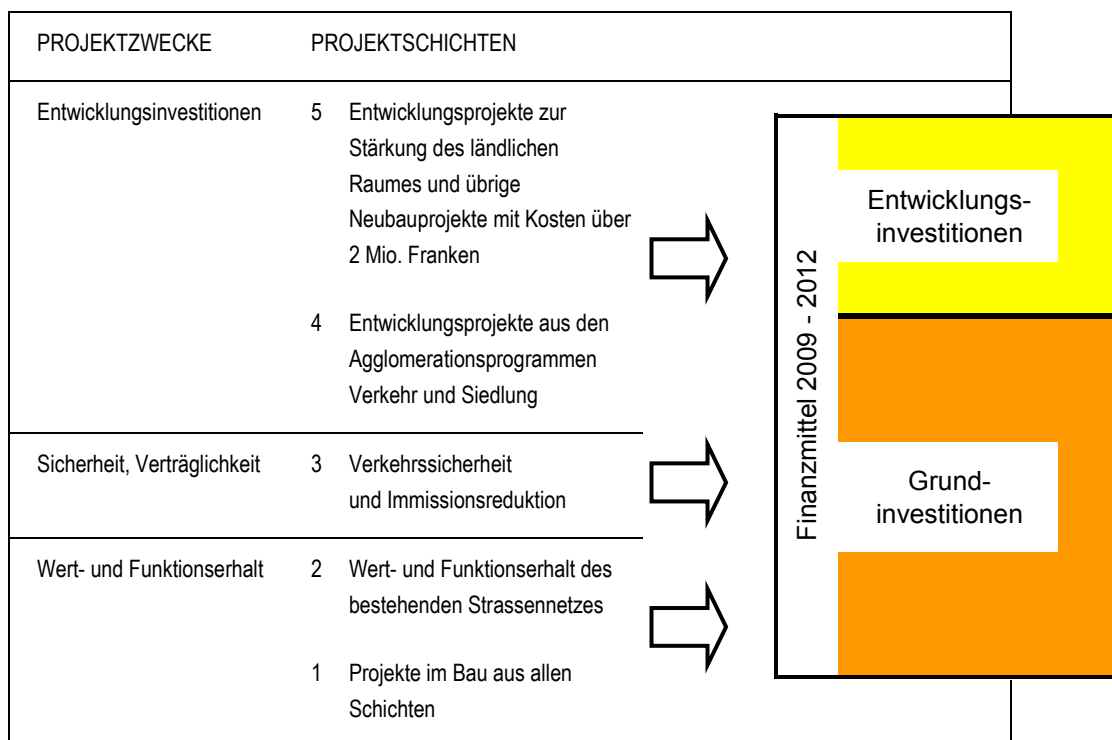 PROJEKTZWECKE PROJEKTSCHICHTEN
Entwicklungsinvestitionen 5 Entwicklungsprojekte zur
Stärkung des ländlichen
Raumes und übrige
Neubauprojekte mit Kosten über
2 Mio. Franken
4 Entwicklungsprojekte aus den
Agglomerationsprogrammen
Verkehr und Siedlung
Sicherheit, Verträglichkeit 3 Verkehrssicherheit
und Immissionsreduktion
Wert- und Funktionserhalt 2 Wert- und Funktionserhalt des
bestehenden Strassennetzes
1 Projekte im Bau aus allen
Schichten
Finanzmittel 2009 - 2012
Entwicklungs-
investitionen
Grund-
investitionen